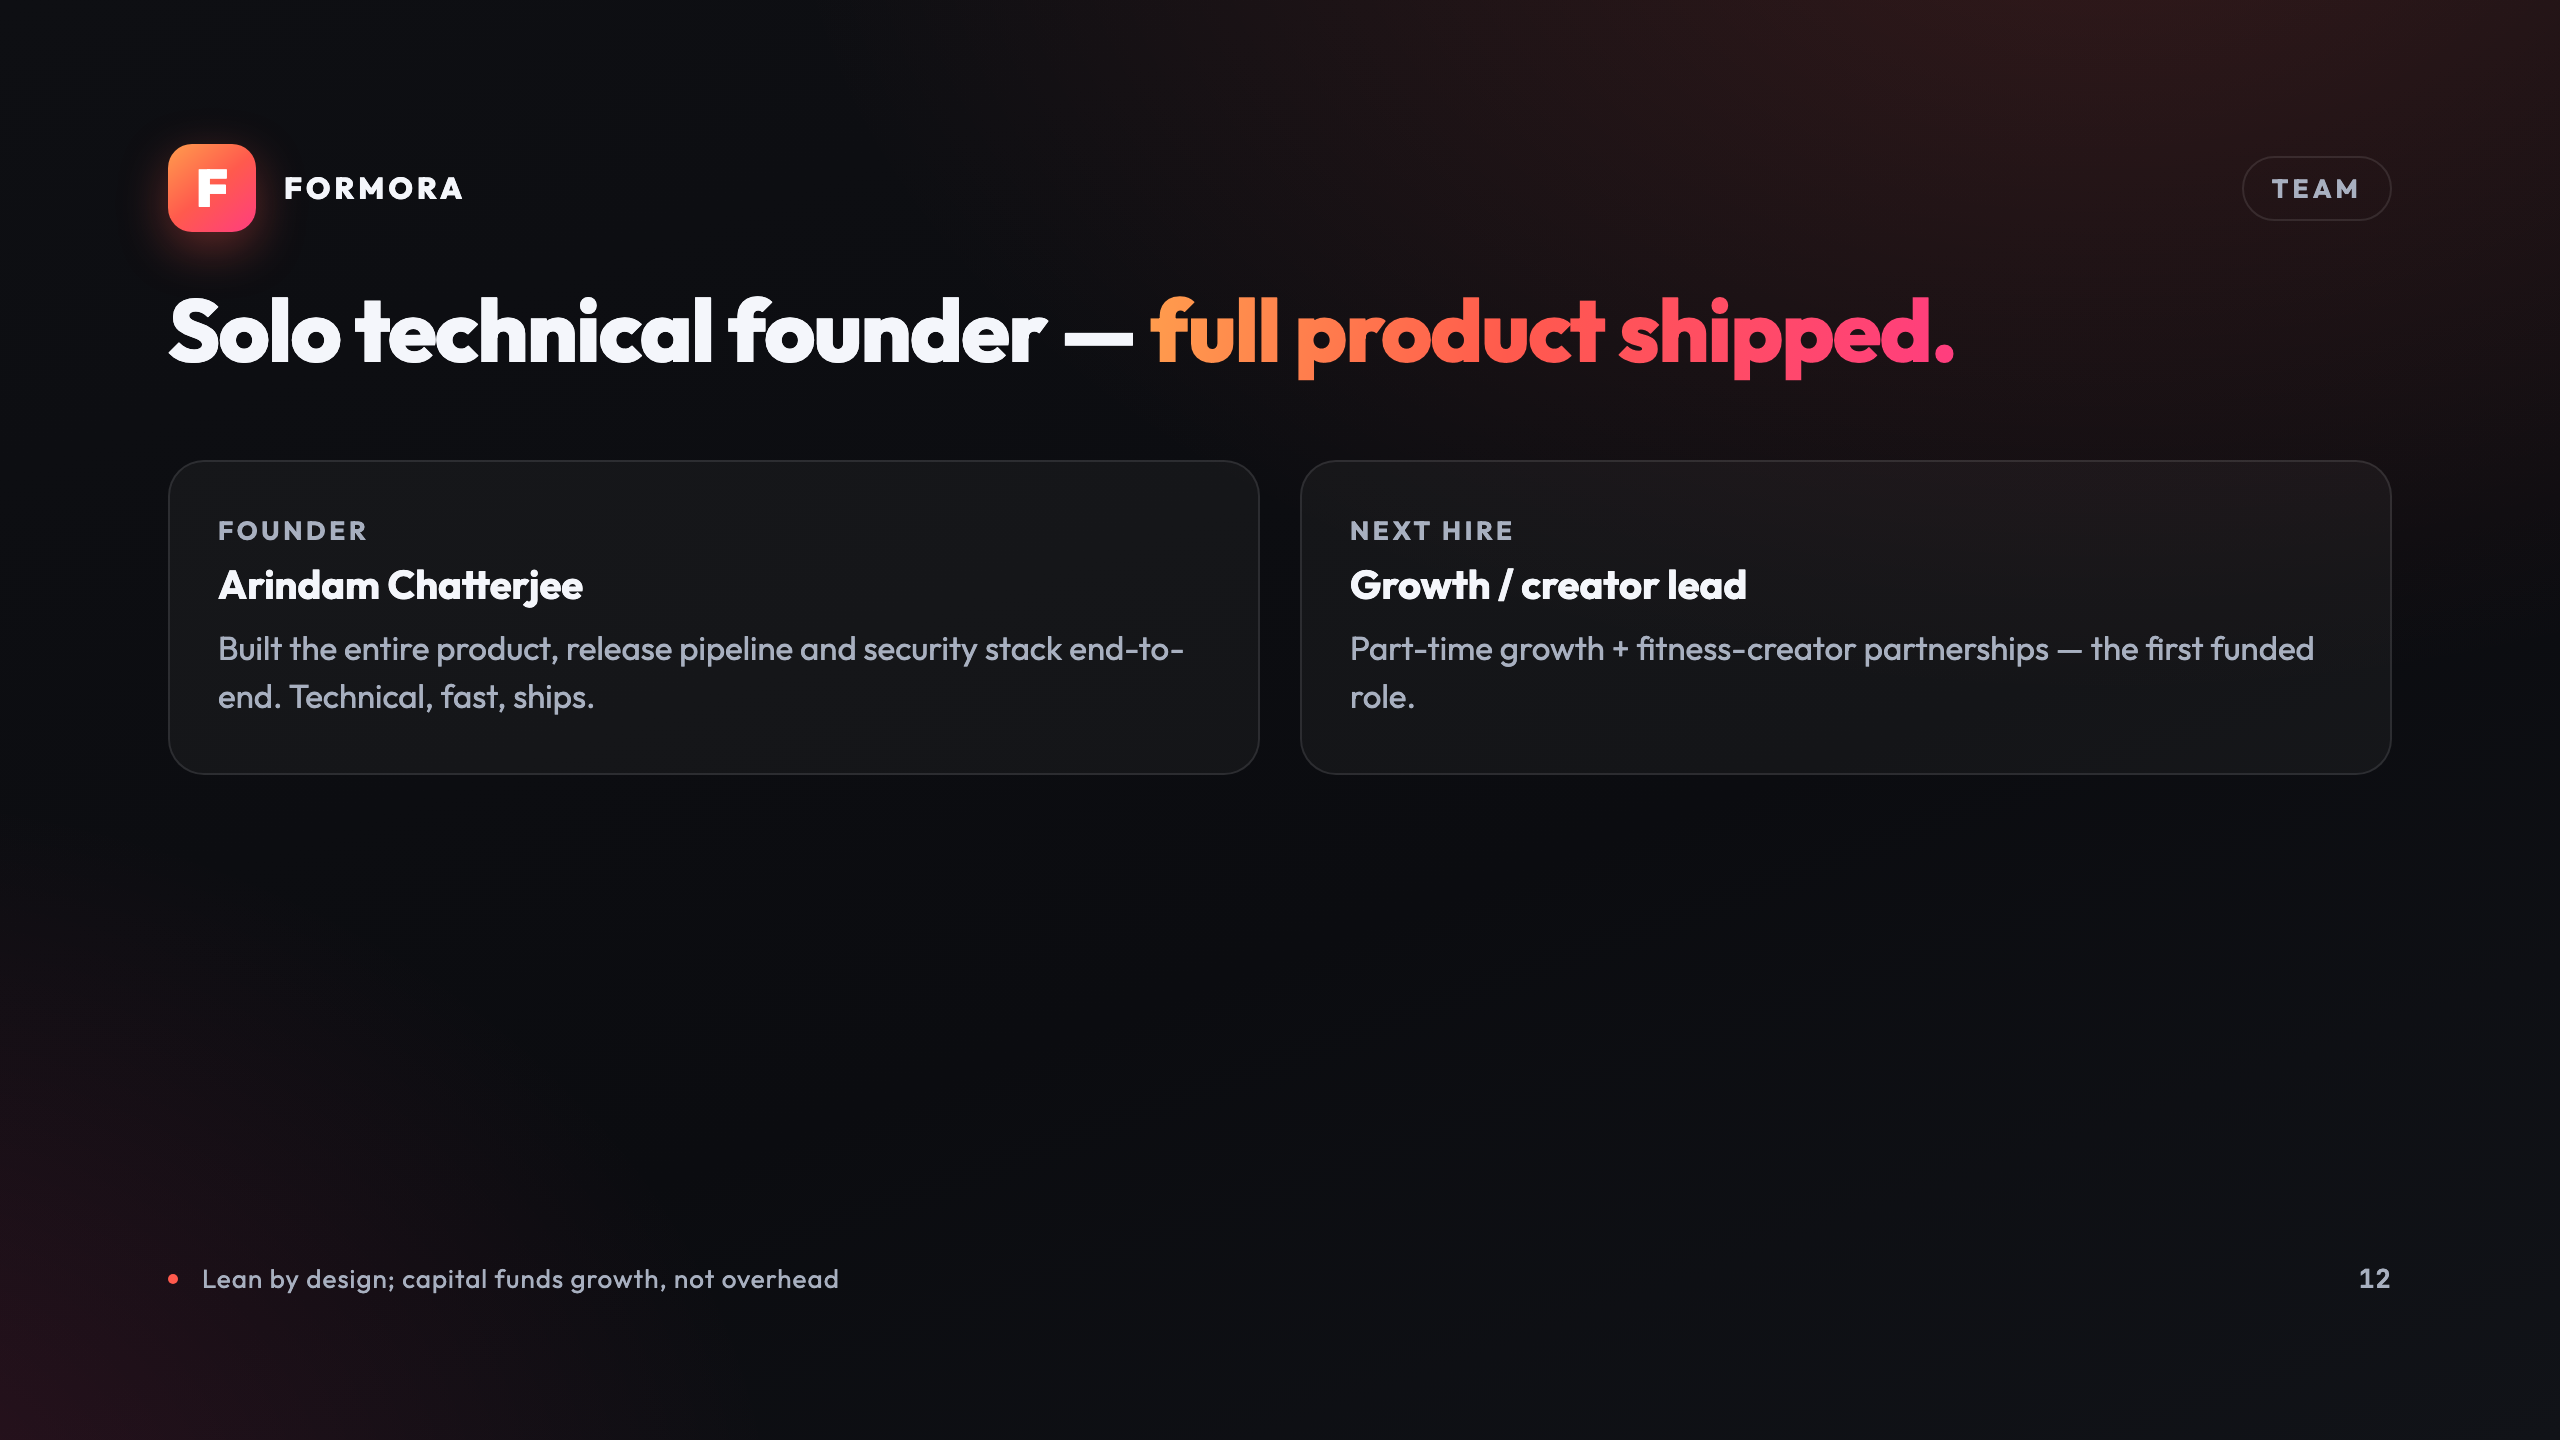 F
FORMORA
TEAM
Solo technical founder — full product shipped.
FOUNDER
Arindam Chatterjee
Built the entire product, release pipeline and security stack end-to-
end. Technical, fast, ships.
NEXT HIRE
Growth / creator lead
Part-time growth + fitness-creator partnerships — the first funded
role.
Lean by design; capital funds growth, not overhead
12